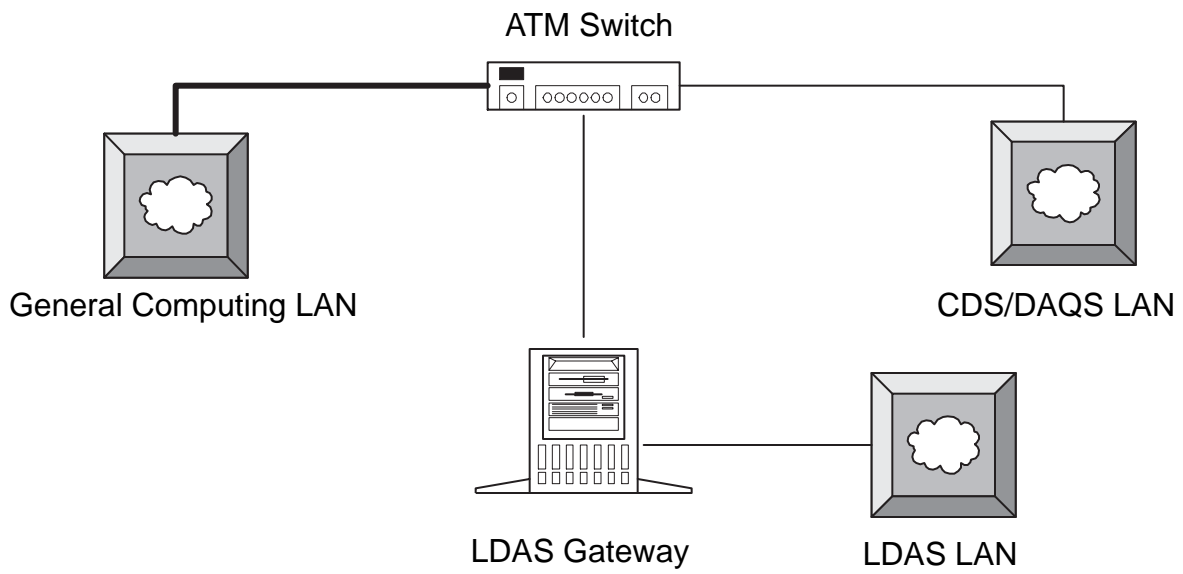 ATM Switch
General Computing LAN
CDS/DAQS LAN
LDAS Gateway
LDAS LAN